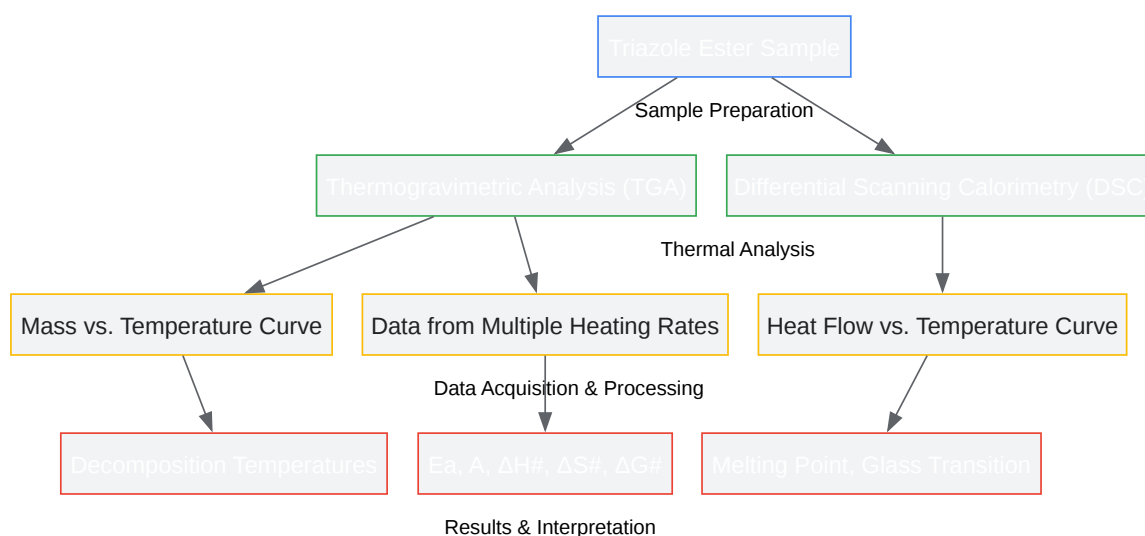 Triazole Ester Sample
Sample Preparation
Thermogravimetric Analysis (TGA)
Differential Scanning Calorimetry (DSC
Thermal Analysis
Mass vs. Temperature Curve
Data from Multiple Heating Rates
Heat Flow vs. Temperature Curve
Data Acquisition & Processing
Decomposition Temperatures
Ea, A, ΔH#, ΔS#, ΔG#
Melting Point, Glass Transition
Results & Interpretation